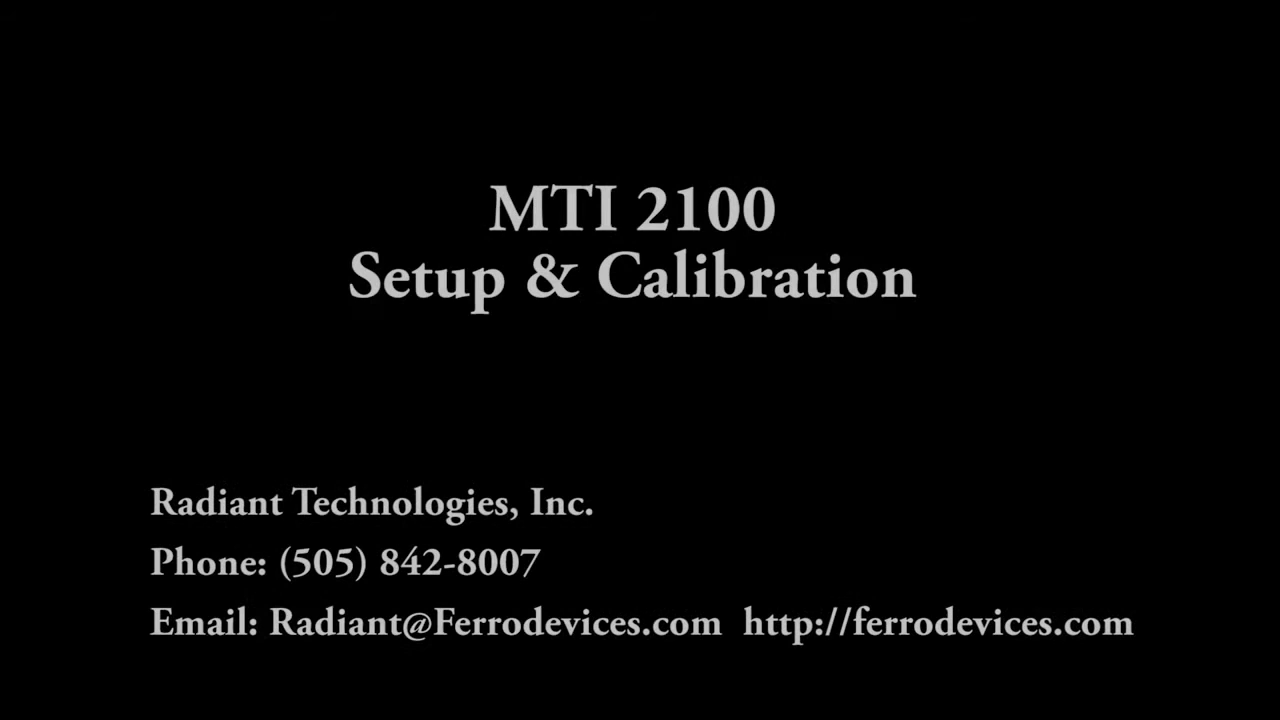 MTI 2100
Setup & Calibration
Radiant Technologies, Inc.
Phone: (505) 842-8007
Email: Radiant@Ferrodevices.com http://ferrodevices.com